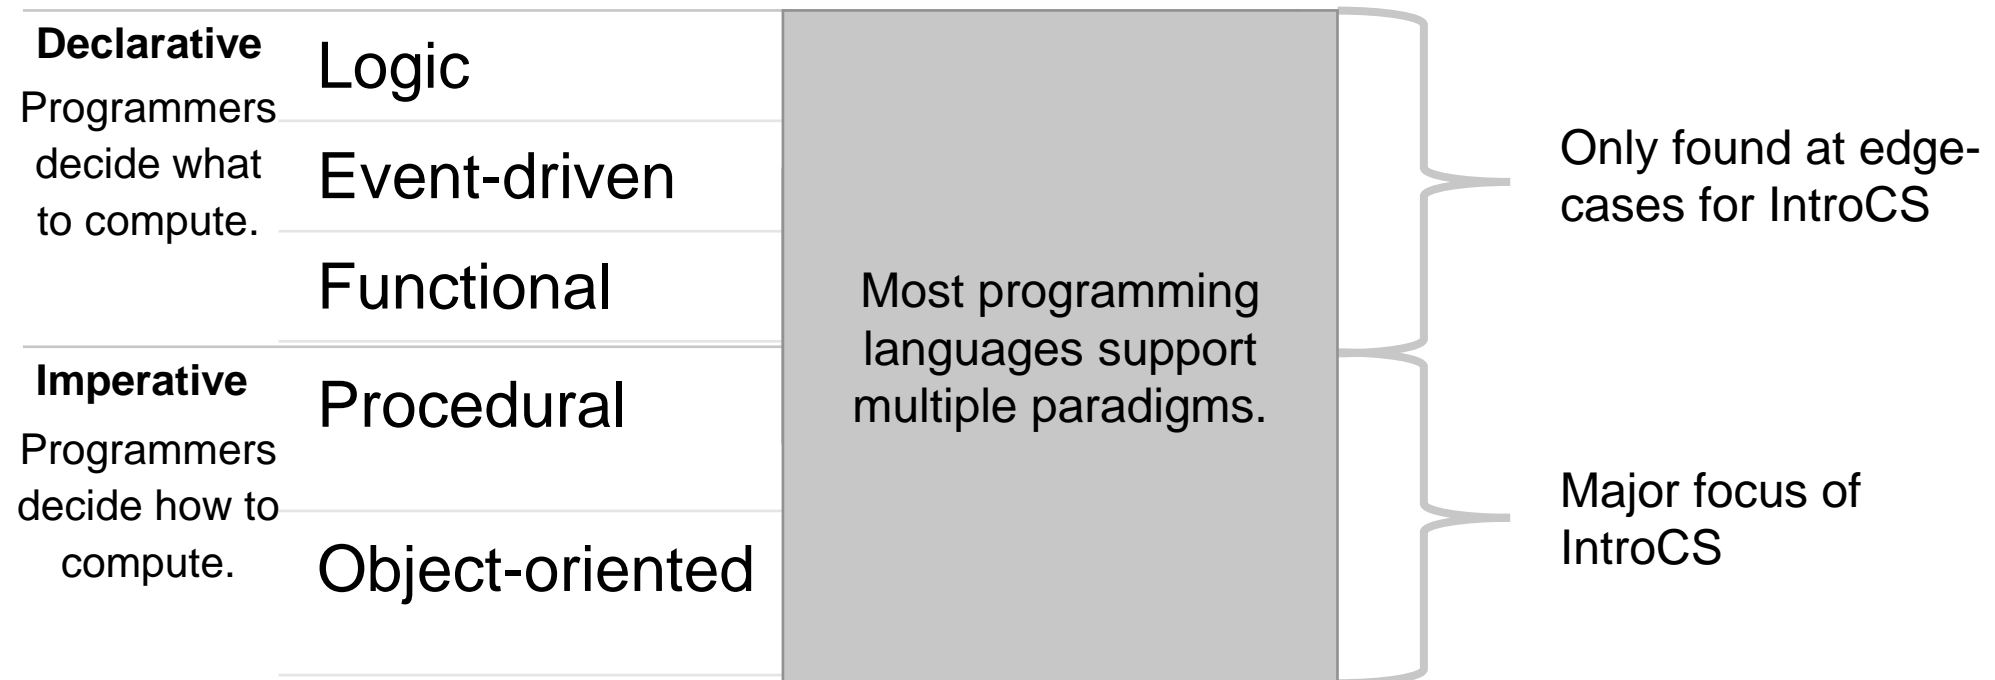 Declarative
Programmers
decide what
to compute.
Logic
Event-driven
Functional
Imperative
Programmers
decide how to
compute.
Procedural
Object-oriented
Most programming
languages support
multiple paradigms.
Only found at edge-
cases for IntroCS
Major focus of
IntroCS